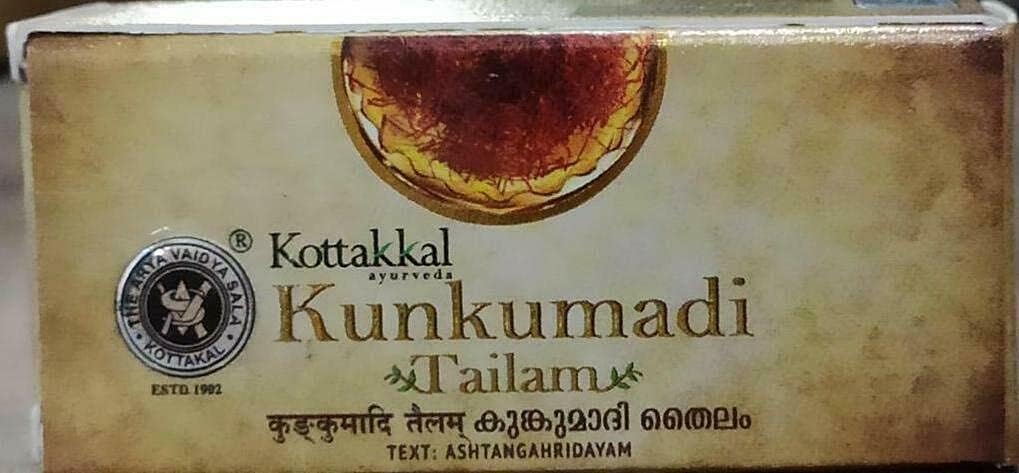 THE ARYA VAIDYA SALA
KOTTAKAL
®
ESTD. 1902
Kottakkal
ayurveda
Kunkumadi
Tailam
कुङ्कुमादि तैलम् കുങ്കുമാദി തൈലം
TEXT: ASHTANGAHRIDAYAM